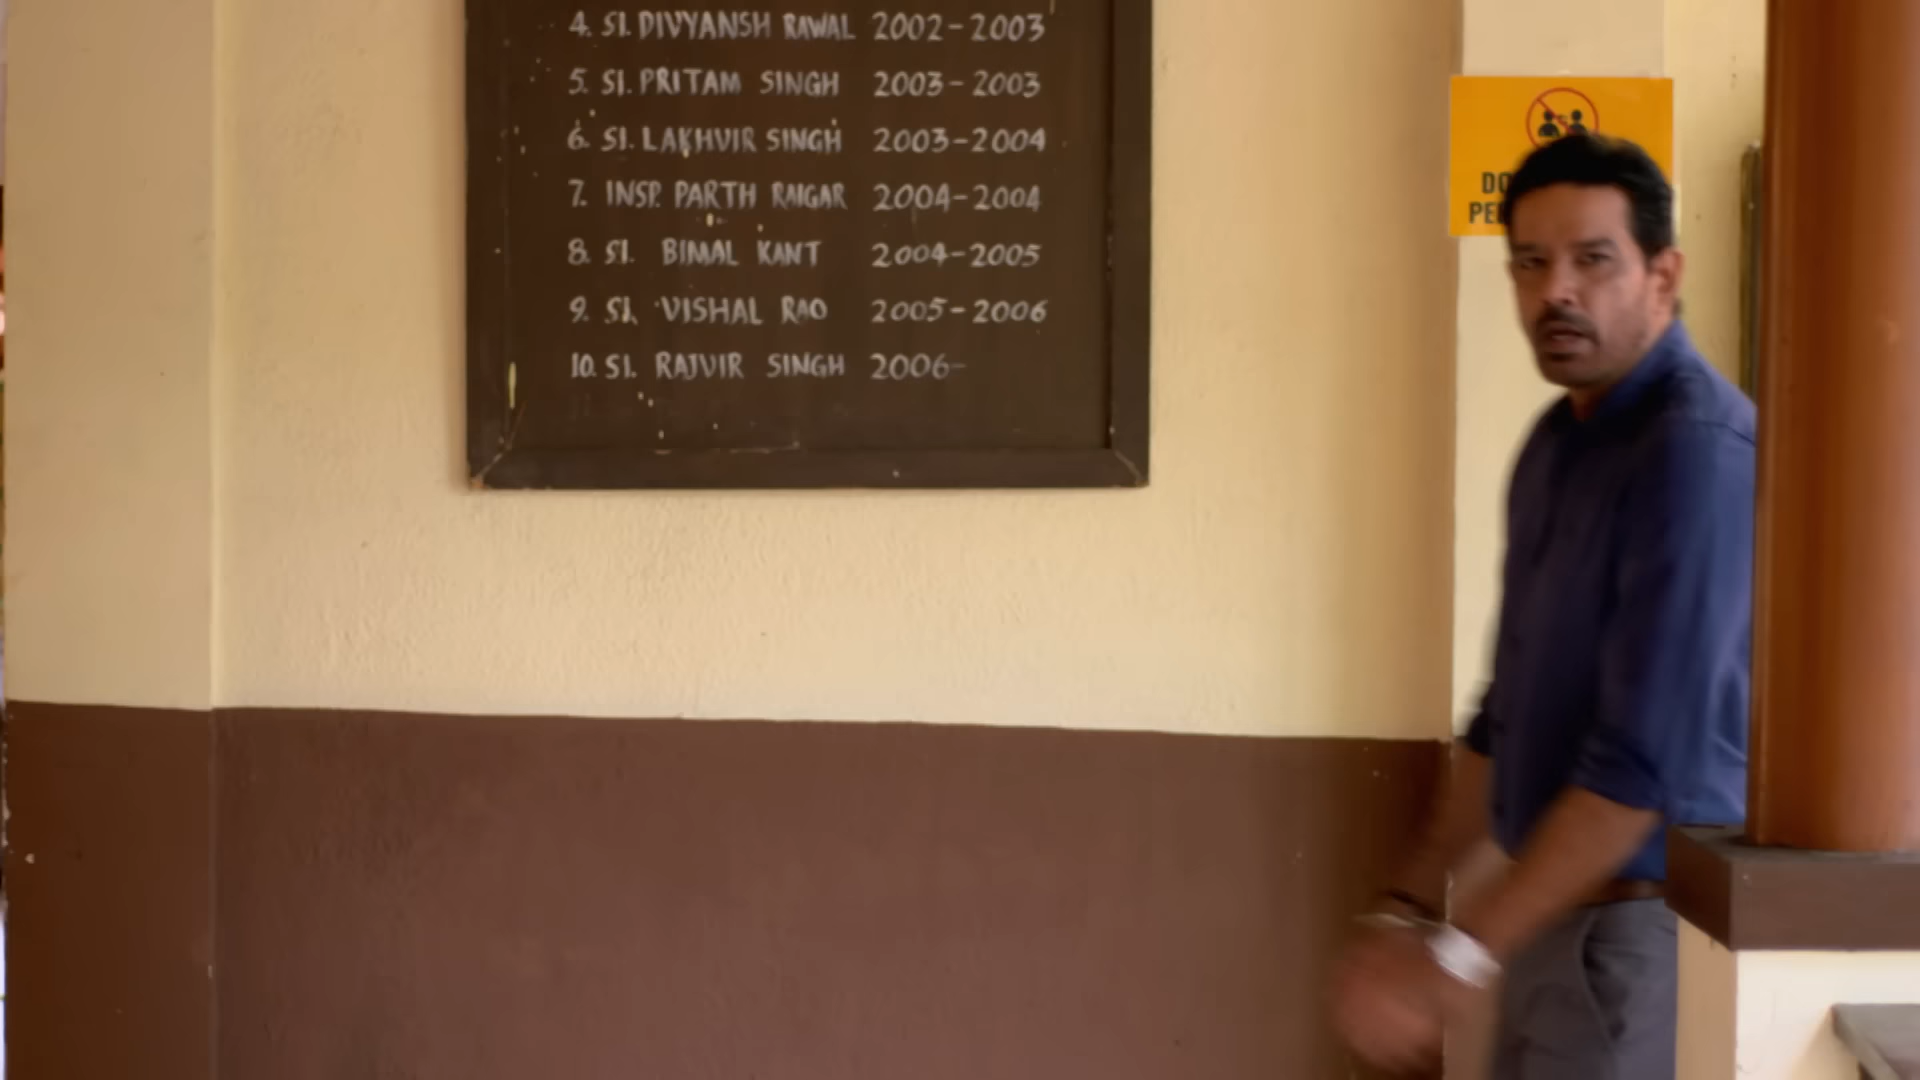 4. SI. DIVYANSH RAWAL 2002-2003
5. SI. PRITAM SINGH 2003-2003
6. SI. LAKHVIR SINGH 2003-2004
7. INSP. PARTH RAIGAR 2004-2004
8. SI. BIMAL KANT 2004-2005
9. SI. VISHAL RAO 2005-2006
10. SI. RAJVIR SINGH 2006-